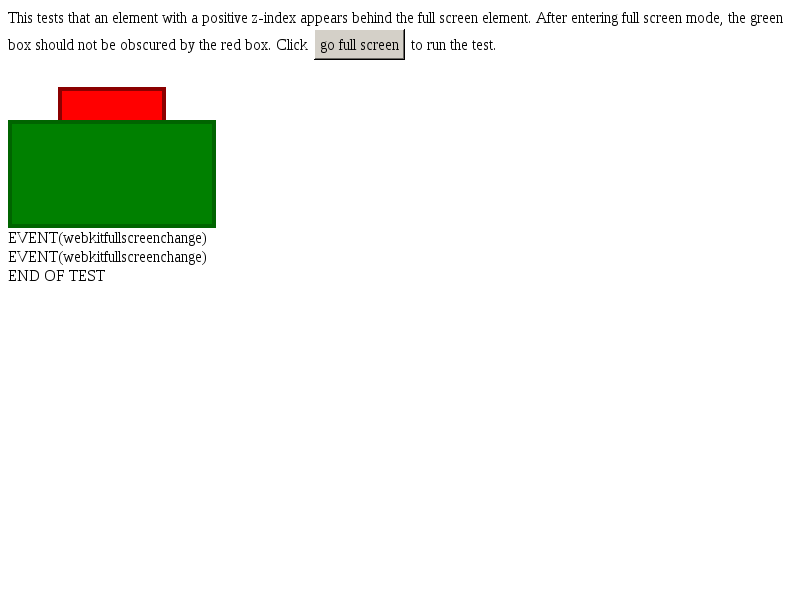 This tests that an element with a positive z-index appears behind the full screen element. After entering full screen mode, the green
box should not be obscured by the red box. Click go full screen to run the test.
EVENT(webkitfullscreenchange)
EVENT(webkitfullscreenchange)
END OF TEST